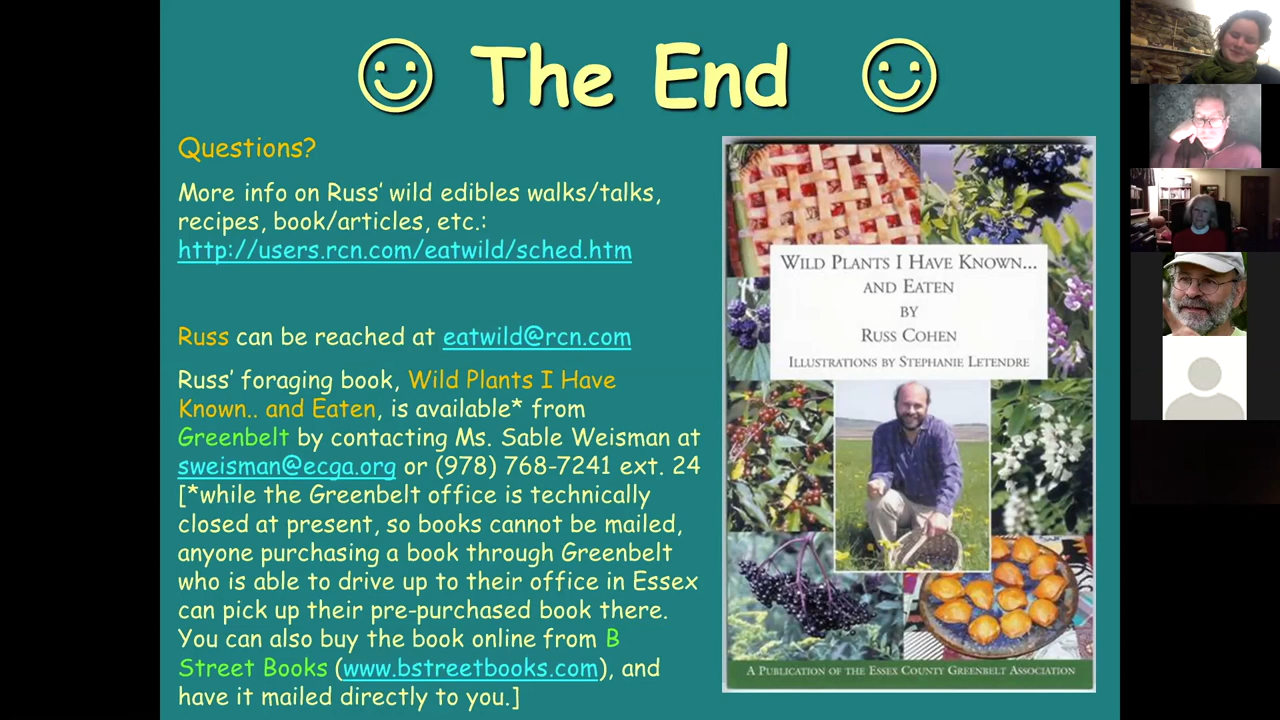 ☺ The End ☺
Questions?
More info on Russ’ wild edibles walks/talks,
recipes, book/articles, etc.:
http://users.rcn.com/eatwild/sched.htm
Russ can be reached at eatwild@rcn.com
Russ’ foraging book, Wild Plants I Have
Known.. and Eaten, is available* from
Greenbelt by contacting Ms. Sable Weisman at
sweisman@ecga.org or (978) 768-7241 ext. 24
[*while the Greenbelt office is technically
closed at present, so books cannot be mailed,
anyone purchasing a book through Greenbelt
who is able to drive up to their office in Essex
can pick up their pre-purchased book there.
You can also buy the book online from B
Street Books (www.bstreetbooks.com), and
have it mailed directly to you.]
WILD PLANTS I HAVE KNOWN...
AND EATEN
BY
RUSS COHEN
ILLUSTRATIONS BY STEPHANIE LETENDRE
A PUBLICATION OF THE ESSEX COUNTY GREENBELT ASSOCIATION